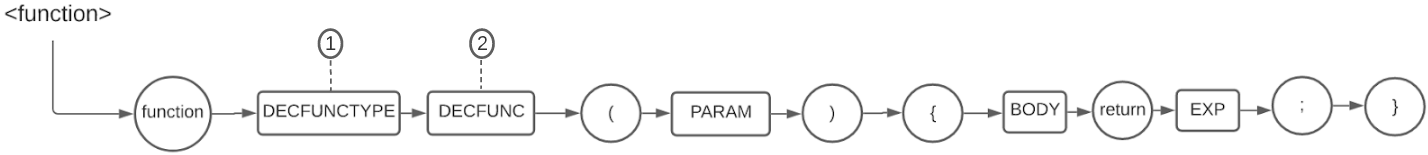 <function>
1 2
function DECFUNCTYPE DECFUNC ( PARAM ) { BODY return EXP ; }